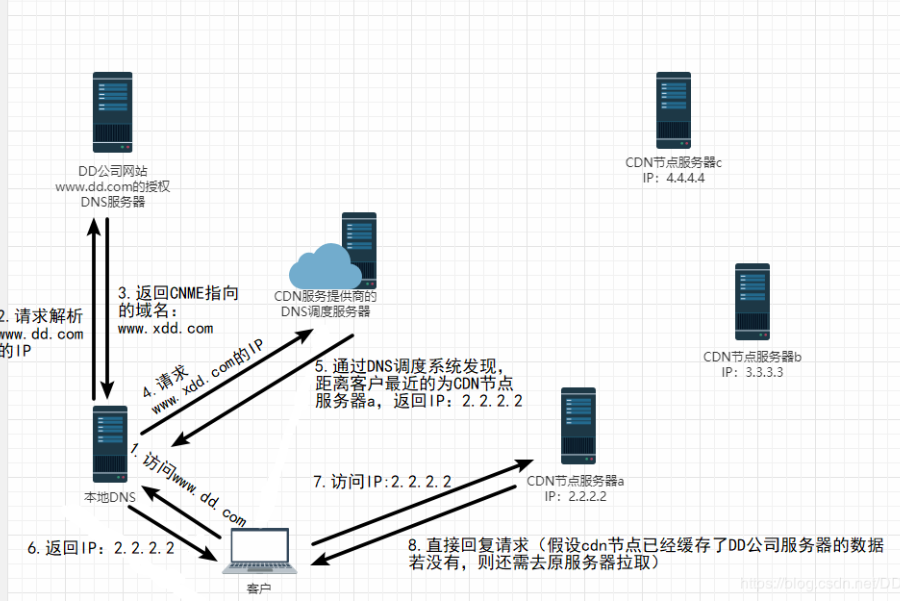 DD公司网站
www.dd.com的授权
DNS服务器
CDN节点服务器c
IP：4.4.4.4
3.返回CNME指向
的域名：
www.xdd.com
2.请求解析
www.dd.com
的IP
CDN服务提供商的
DNS调度服务器
CDN节点服务器b
IP：3.3.3.3
4.请求
www.xdd.com的IP
5.通过DNS调度系统发现，
距离客户最近的为CDN节点
服务器a，返回IP：2.2.2.2
1.访问www.dd.com
本地DNS
7.访问IP:2.2.2.2
CDN节点服务器a
IP：2.2.2.2
6.返回IP：2.2.2.2
8.直接回复请求（假设cdn节点已经缓存了DD公司服务器的数据
若没有，则还需去原服务器拉取）
客户
https://blog.csdn.net/DD